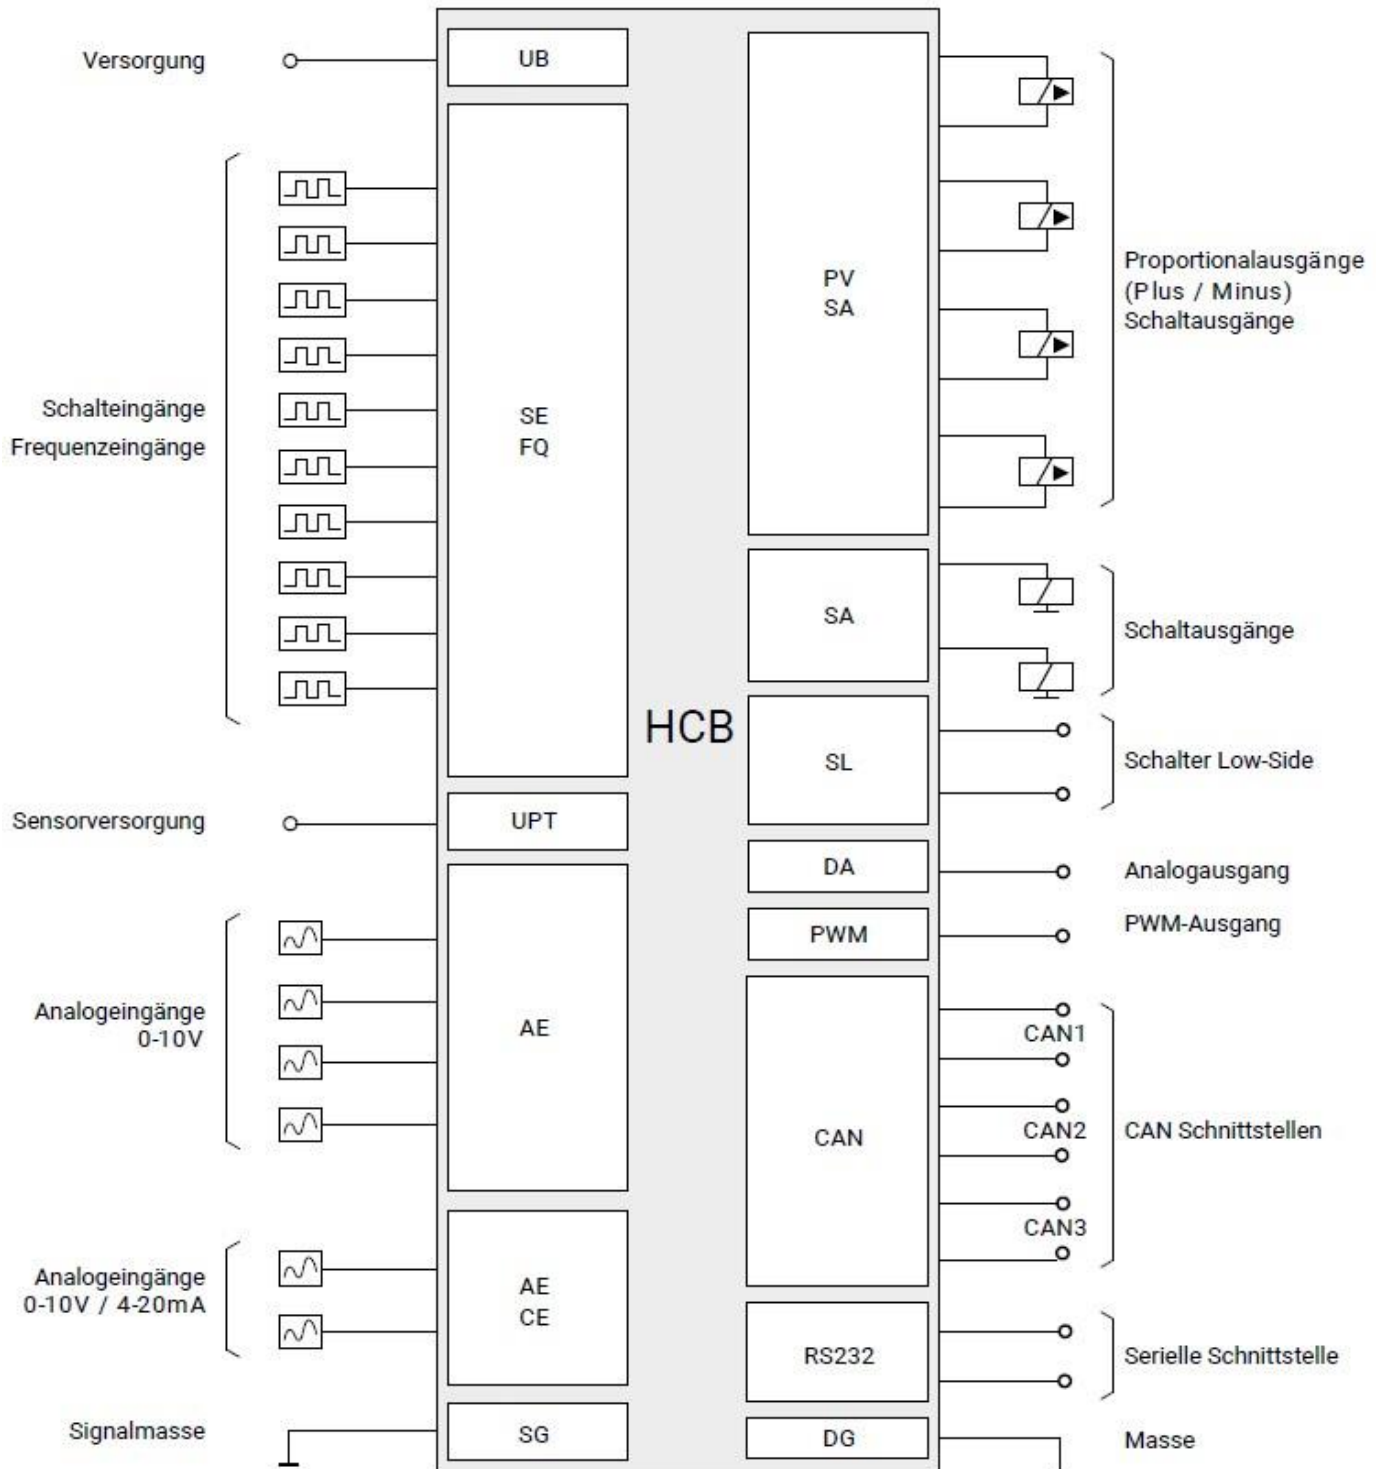 Versorgung
UB
Schalteingänge
Frequenzeingänge
SE
FQ
Sensorversorgung
UPT
Analogeingänge
0-10V
AE
Analogeingänge
0-10V / 4-20mA
AE
CE
Signalmasse
SG
HCB
PV
SA
Proportionalausgänge
(Plus / Minus)
Schaltausgänge
SA
Schaltausgänge
SL
Schalter Low-Side
DA
Analogausgang
PWM
PWM-Ausgang
CAN
CAN1
CAN2
CAN3
CAN Schnittstellen
RS232
Serielle Schnittstelle
DG
Masse